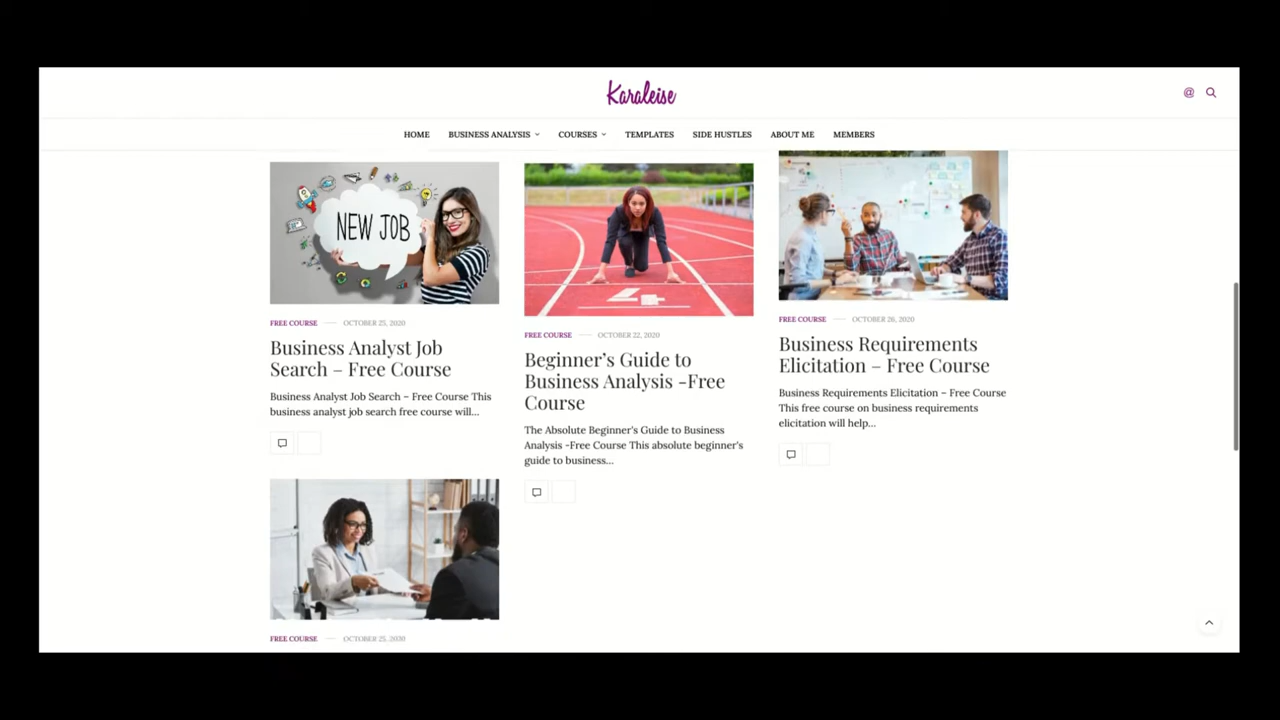 Karaleise
@
HOME
BUSINESS ANALYSIS
COURSES
TEMPLATES
SIDE HUSTLES
ABOUT ME
MEMBERS
NEW JOB
FREE COURSE
OCTOBER 25, 2020
Business Analyst Job
Search – Free Course
Business Analyst Job Search – Free Course This
business analyst job search free course will...
4
FREE COURSE
OCTOBER 22, 2020
Beginner's Guide to
Business Analysis -Free
Course
The Absolute Beginner's Guide to Business
Analysis -Free Course This absolute beginner's
guide to business...
FREE COURSE
OCTOBER 26, 2020
Business Requirements
Elicitation – Free Course
Business Requirements Elicitation – Free Course
This free course on business requirements
elicitation will help...
FREE COURSE
OCTOBER 25, 2020